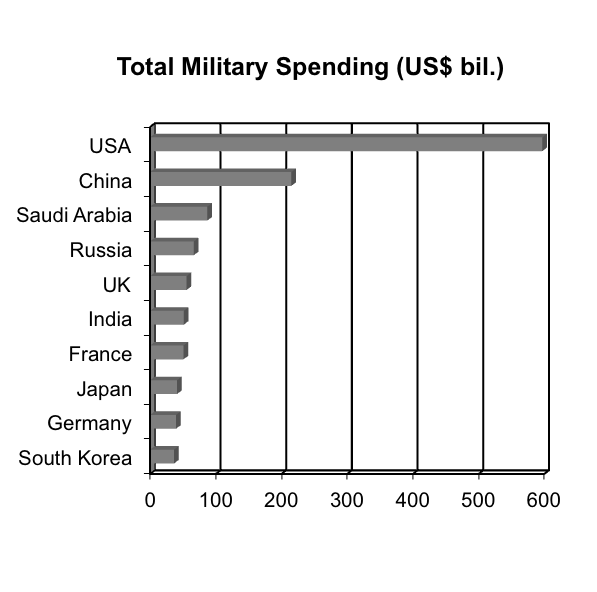 Total Military Spending (US$ bil.)
USA
China
Saudi Arabia
Russia
UK
India
France
Japan
Germany
South Korea
0 100 200 300 400 500 600